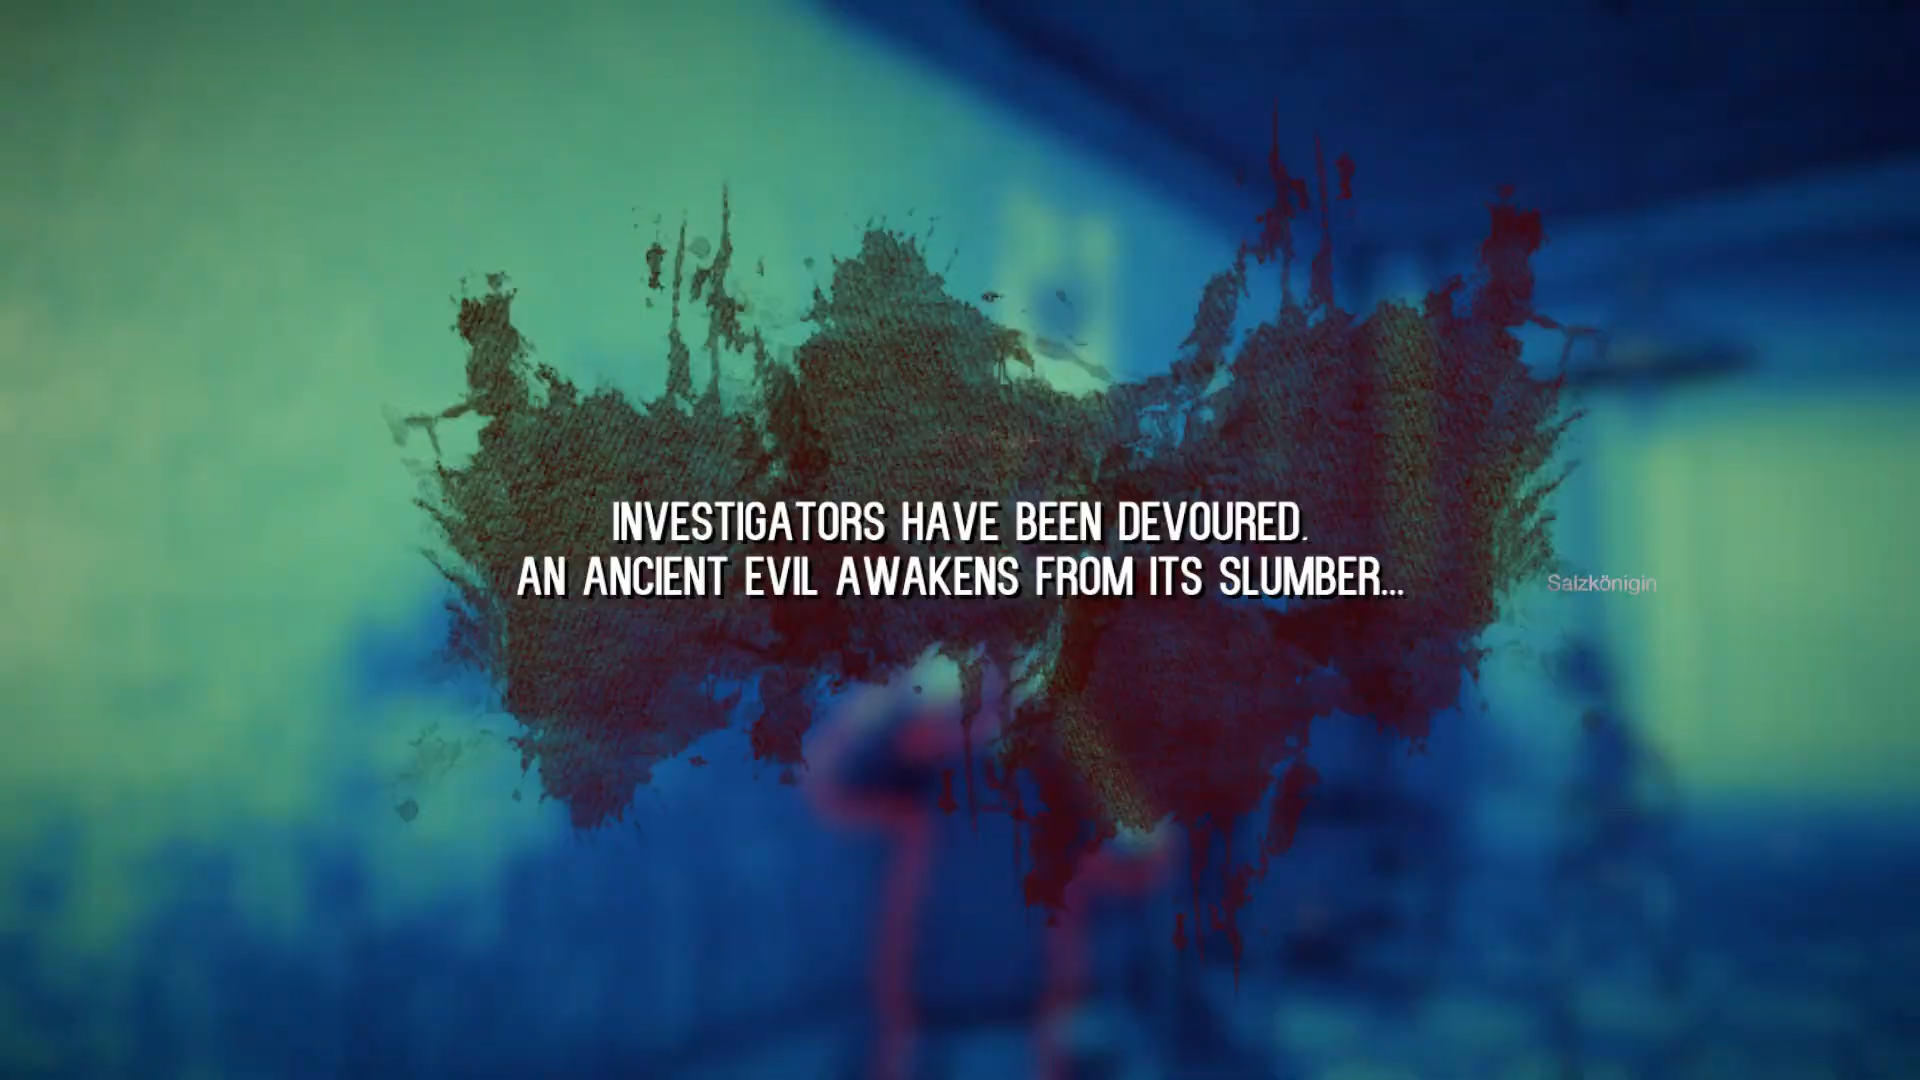 INVESTIGATORS HAVE BEEN DEVOURED.
AN ANCIENT EVIL AWAKENS FROM ITS SLUMBER...
Salzkönigin